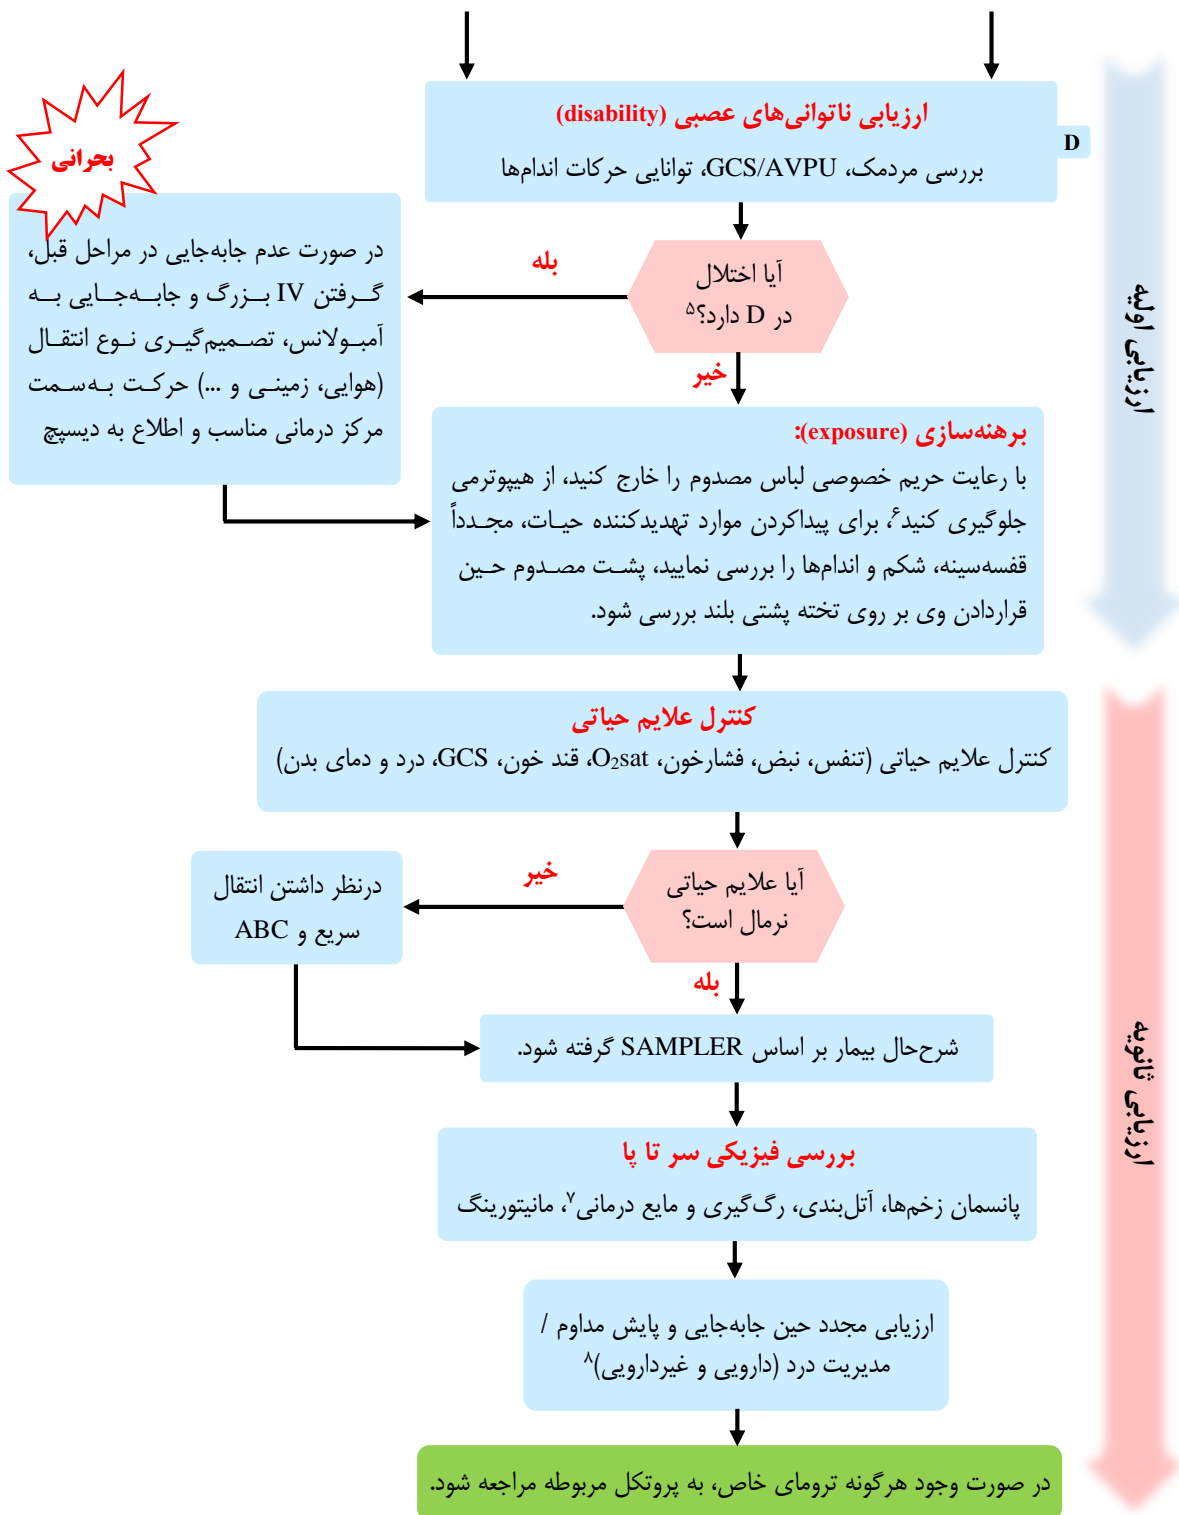 ارزیابی ناتوانی‌های عصبی (disability)
بررسی مردمک، GCS/AVPU، توانایی حرکات اندام‌ها
D
بحرانی
آیا اختلال
در D دارد؟۵
بله
خیر
در صورت عدم جابه‌جایی در مراحل قبل،
گرفتن IV بزرگ و جابه‌جایی به
آمبولانس، تصمیم‌گیری نوع انتقال
(هوایی، زمینی و ...) حرکت به‌سمت
مرکز درمانی مناسب و اطلاع به دیسپچ
برهنه‌سازی (exposure):
با رعایت حریم خصوصی لباس مصدوم را خارج کنید، از هیپوترمی
جلوگیری کنید۶، برای پیداکردن موارد تهدیدکننده حیات، مجدداً
قفسه‌سینه، شکم و اندام‌ها را بررسی نمایید، پشت مصدوم حین
قراردادن وی بر روی تخته پشتی بلند بررسی شود.
ارزیابی اولیه
کنترل علایم حیاتی
کنترل علایم حیاتی (تنفس، نبض، فشارخون، O₂sat، قند خون، GCS، درد و دمای بدن)
آیا علایم حیاتی
نرمال است؟
خیر
بله
درنظر داشتن انتقال
سریع و ABC
شرح‌حال بیمار بر اساس SAMPLER گرفته شود.
بررسی فیزیکی سر تا پا
پانسمان زخم‌ها، آتل‌بندی، رگ‌گیری و مایع درمانی۷، مانیتورینگ
ارزیابی مجدد حین جابه‌جایی و پایش مداوم /
مدیریت درد (دارویی و غیردارویی)۸
در صورت وجود هرگونه ترومای خاص، به پروتکل مربوطه مراجعه شود.
ارزیابی ثانویه